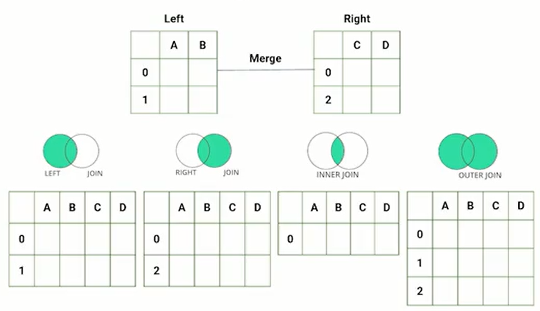 Left
Right
A B
C D
Merge
0
0
1
2
LEFT JOIN
RIGHT JOIN
INNER JOIN
OUTER JOIN
A B C D
0
1
A B C D
0
2
A B C D
0
A B C D
0
1
2